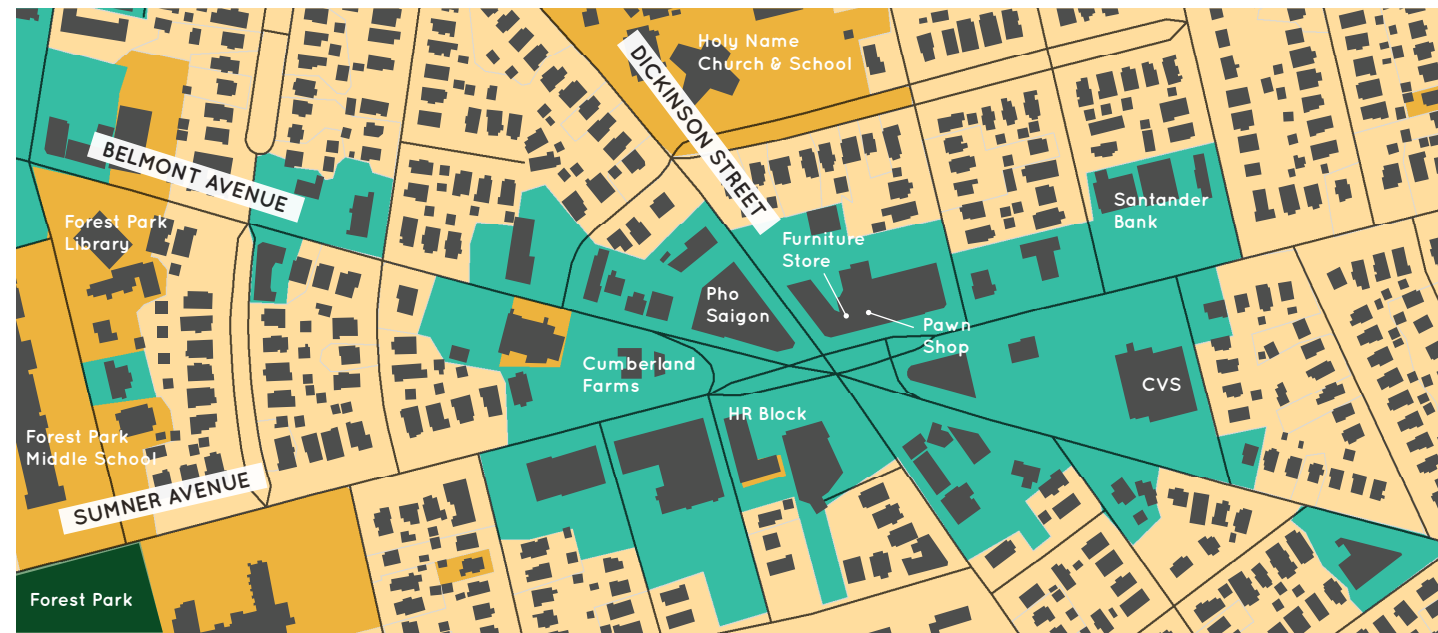 Holy Name
Church & School
DICKINSON STREET
BELMONT AVENUE
Santander
Bank
Forest Park
Library
Furniture
Store
Pho
Saigon
Pawn
Shop
Cumberland
Farms
CVS
HR Block
Forest Park
Middle School
SUMNER AVENUE
Forest Park